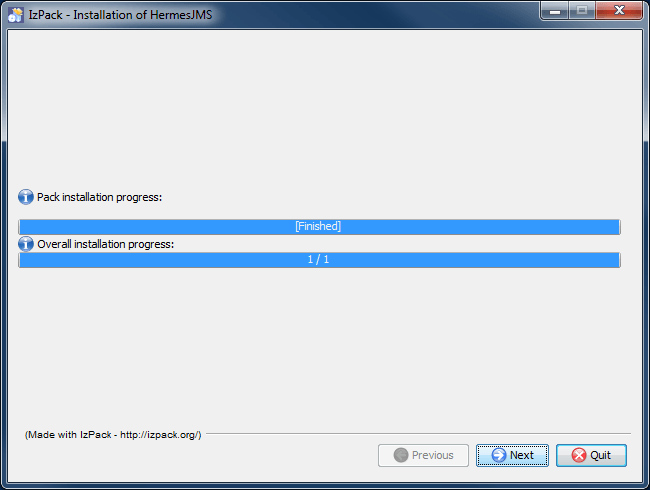 IzPack - Installation of HermesJMS
Pack installation progress:
[Finished]
Overall installation progress:
1 / 1
(Made with IzPack - http://izpack.org/)
Previous Next Quit